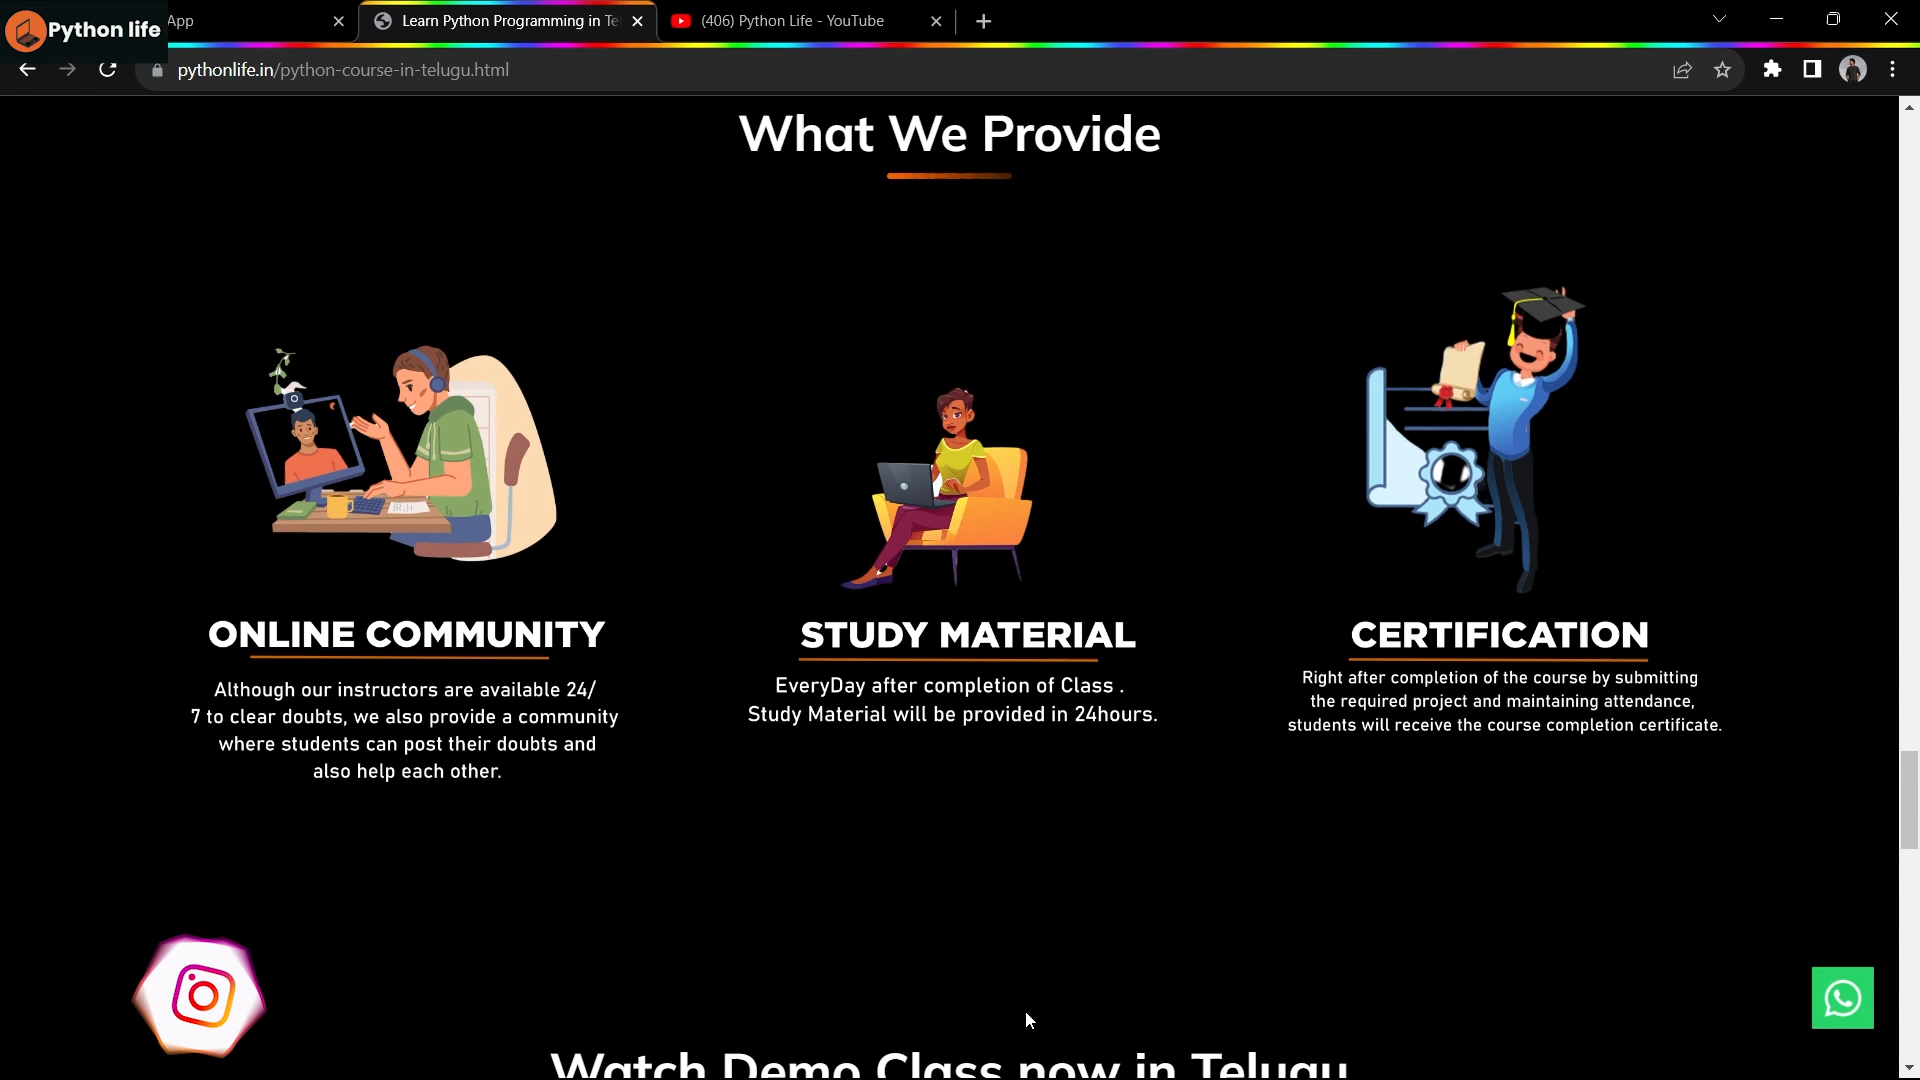 Python life
App
Learn Python Programming in Te
(406) Python Life - YouTube
pythonlife.in/python-course-in-telugu.html
What We Provide
ONLINE COMMUNITY
Although our instructors are available 24/
7 to clear doubts, we also provide a community
where students can post their doubts and
also help each other.
STUDY MATERIAL
EveryDay after completion of Class .
Study Material will be provided in 24hours.
CERTIFICATION
Right after completion of the course by submitting
the required project and maintaining attendance,
students will receive the course completion certificate.
Watch Demo Class now in Telugu